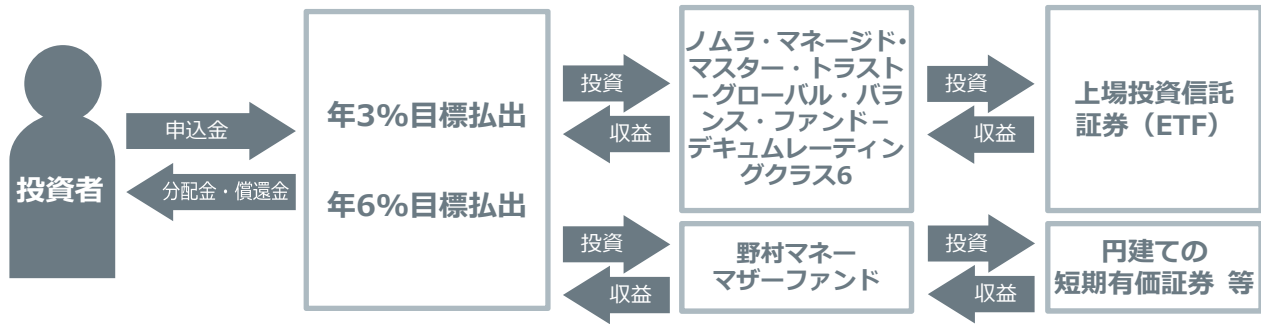 投資者
申込金
分配金・償還金
年3%目標払出
年6%目標払出
投資
収益
ノムラ・マネージド・
マスター・トラスト
－グローバル・バラ
ンス・ファンド－
デキュムレーティン
グクラス6
投資
収益
上場投資信託
証券（ETF）
投資
収益
野村マネー
マザーファンド
投資
収益
円建ての
短期有価証券 等